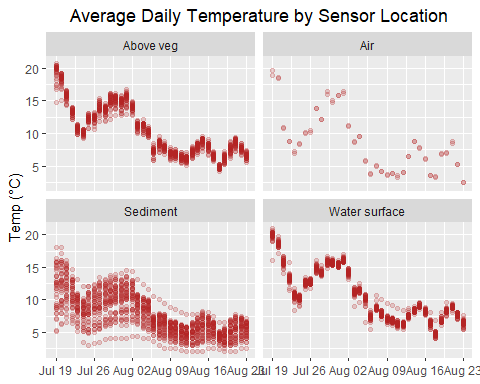 Average Daily Temperature by Sensor Location
Above veg
Air
20
15
10
5
Temp (°C)
Sediment
Water surface
20
15
10
5
Jul 19 Jul 26 Aug 02 Aug 09 Aug 16 Aug 23
Jul 19 Jul 26 Aug 02 Aug 09 Aug 16 Aug 23